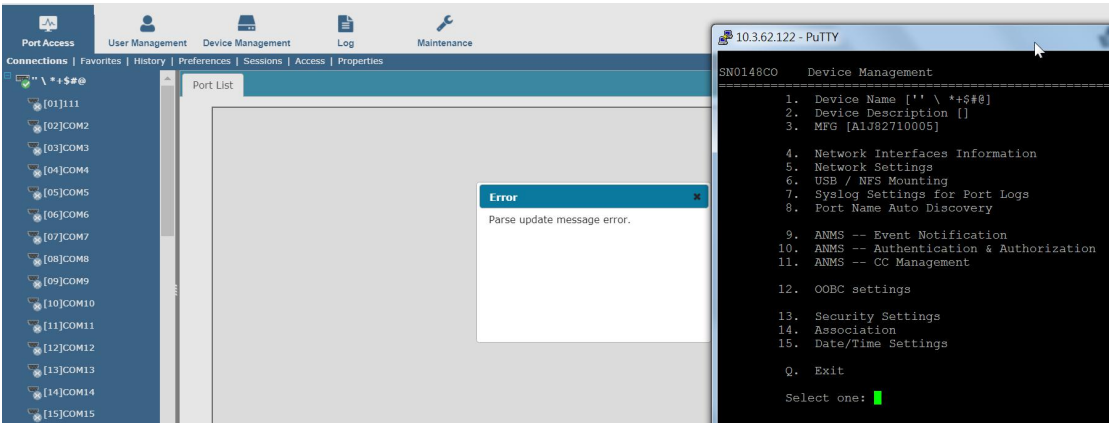 Port Access
User Management
Device Management
Log
Maintenance
Connections | Favorites | History | Preferences | Sessions | Access | Properties
" \ *+$#@
[01]111
[02]COM2
[03]COM3
[04]COM4
[05]COM5
[06]COM6
[07]COM7
[08]COM8
[09]COM9
[10]COM10
[11]COM11
[12]COM12
[13]COM13
[14]COM14
[15]COM15
Port List
Error
Parse update message error.
10.3.62.122 - PuTTY
SN0148CO Device Management
1. Device Name ['' \ *+$#@]
2. Device Description []
3. MFG [A1J82710005]
4. Network Interfaces Information
5. Network Settings
6. USB / NFS Mounting
7. Syslog Settings for Port Logs
8. Port Name Auto Discovery
9. ANMS -- Event Notification
10. ANMS -- Authentication & Authorization
11. ANMS -- CC Management
12. OOBC settings
13. Security Settings
14. Association
15. Date/Time Settings
Q. Exit
Select one: